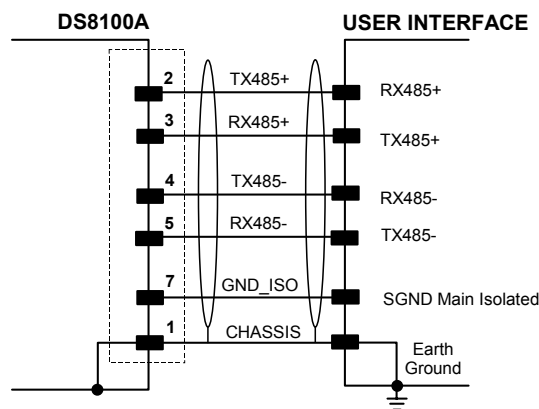 DS8100A USER INTERFACE
2 TX485+ RX485+
3 RX485+ TX485+
4 TX485- RX485-
5 RX485- TX485-
7 GND_ISO SGND Main Isolated
1 CHASSIS Earth
Ground